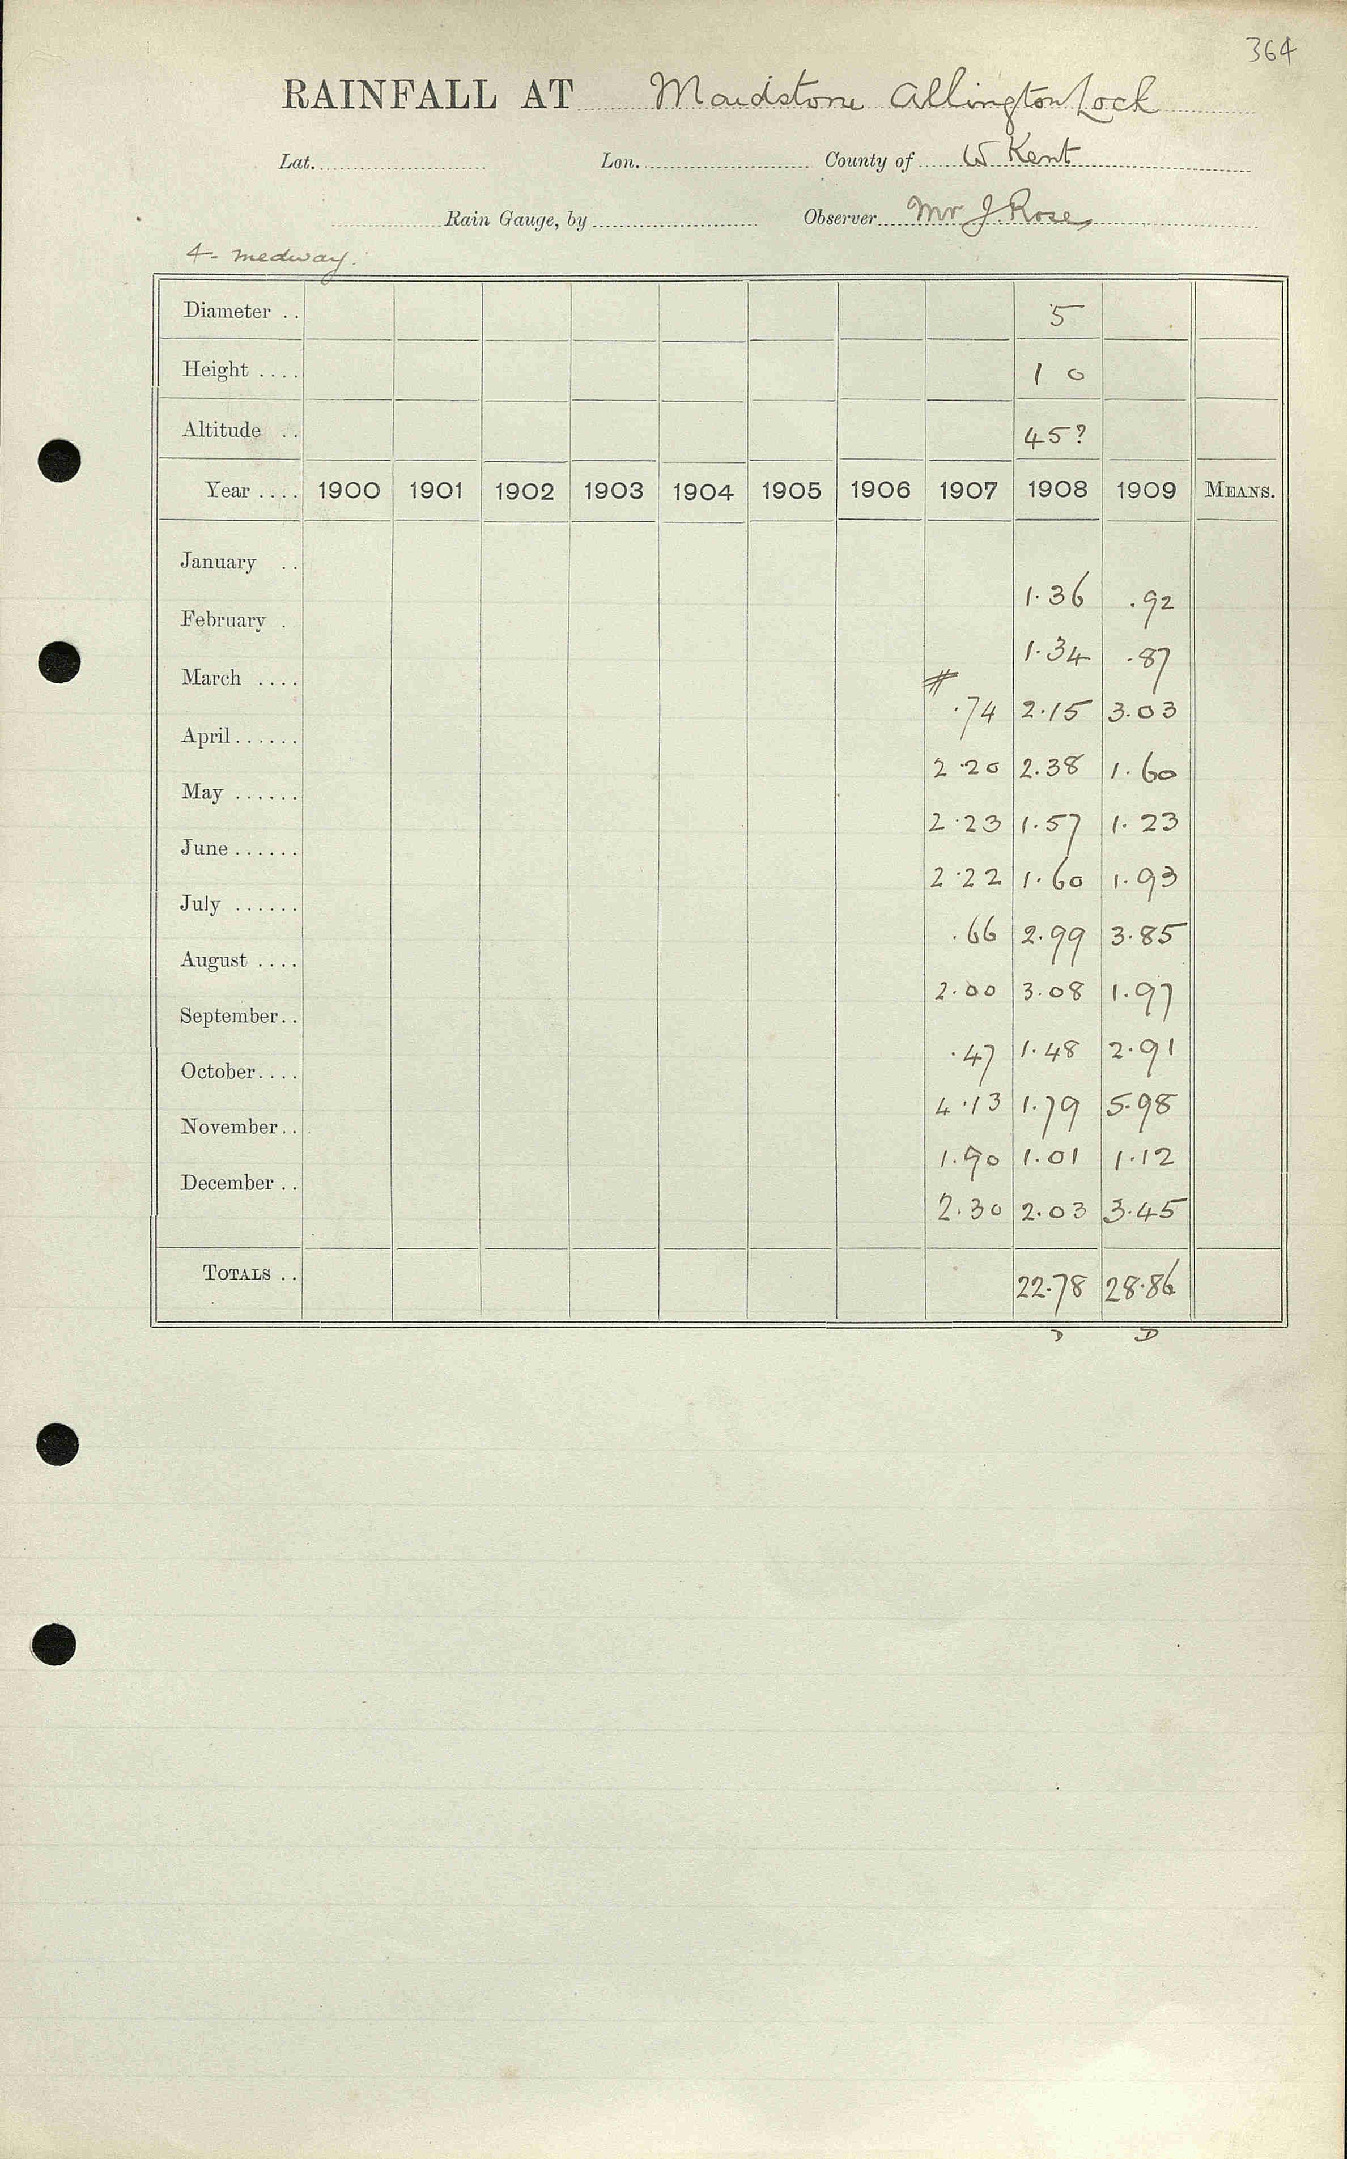 364
RAINFALL AT Maidstone Allington Lock
Lat. Lon. County of W Kent
Rain Gauge, by Observer Mr J. Rose
4 - Medway.
Diameter .. 5
Height .... 1 0
Altitude .. 45?
Year .... 1900 1901 1902 1903 1904 1905 1906 1907 1908 1909 MEANS.
January .. 1.36 .92
February . 1.34 .87
March .... # .74 2.15 3.03
April...... 2.20 2.38 1.60
May ...... 2.23 1.57 1.23
June ...... 2.22 1.60 1.93
July ...... .66 2.99 3.85
August .... 2.00 3.08 1.97
September.. .47 1.48 2.91
October.... 4.13 1.79 5.98
November.. 1.90 1.01 1.12
December .. 2.30 2.03 3.45
TOTALS .. 22.78 28.86
D D